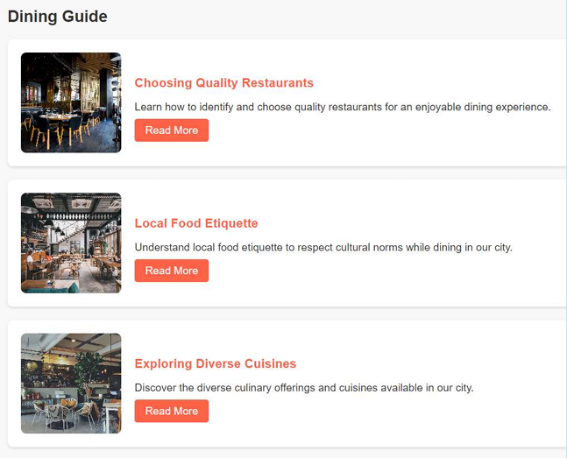 Dining Guide
Choosing Quality Restaurants
Learn how to identify and choose quality restaurants for an enjoyable dining experience.
Read More
Local Food Etiquette
Understand local food etiquette to respect cultural norms while dining in our city.
Read More
Exploring Diverse Cuisines
Discover the diverse culinary offerings and cuisines available in our city.
Read More